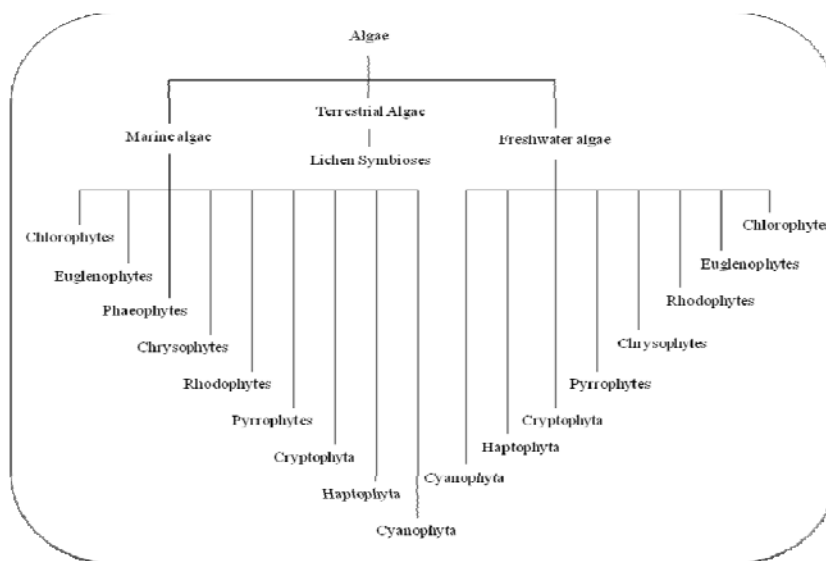 Algae
Terrestrial Algae
Marine algae
Freshwater algae
Lichen Symbioses
Chlorophytes
Euglenophytes
Phaeophytes
Chrysophytes
Rhodophytes
Pyrrophytes
Cryptophyta
Haptophyta
Cyanophyta
Cyanophyta
Haptophyta
Cryptophyta
Pyrrophytes
Chrysophytes
Rhodophytes
Euglenophytes
Chlorophytes